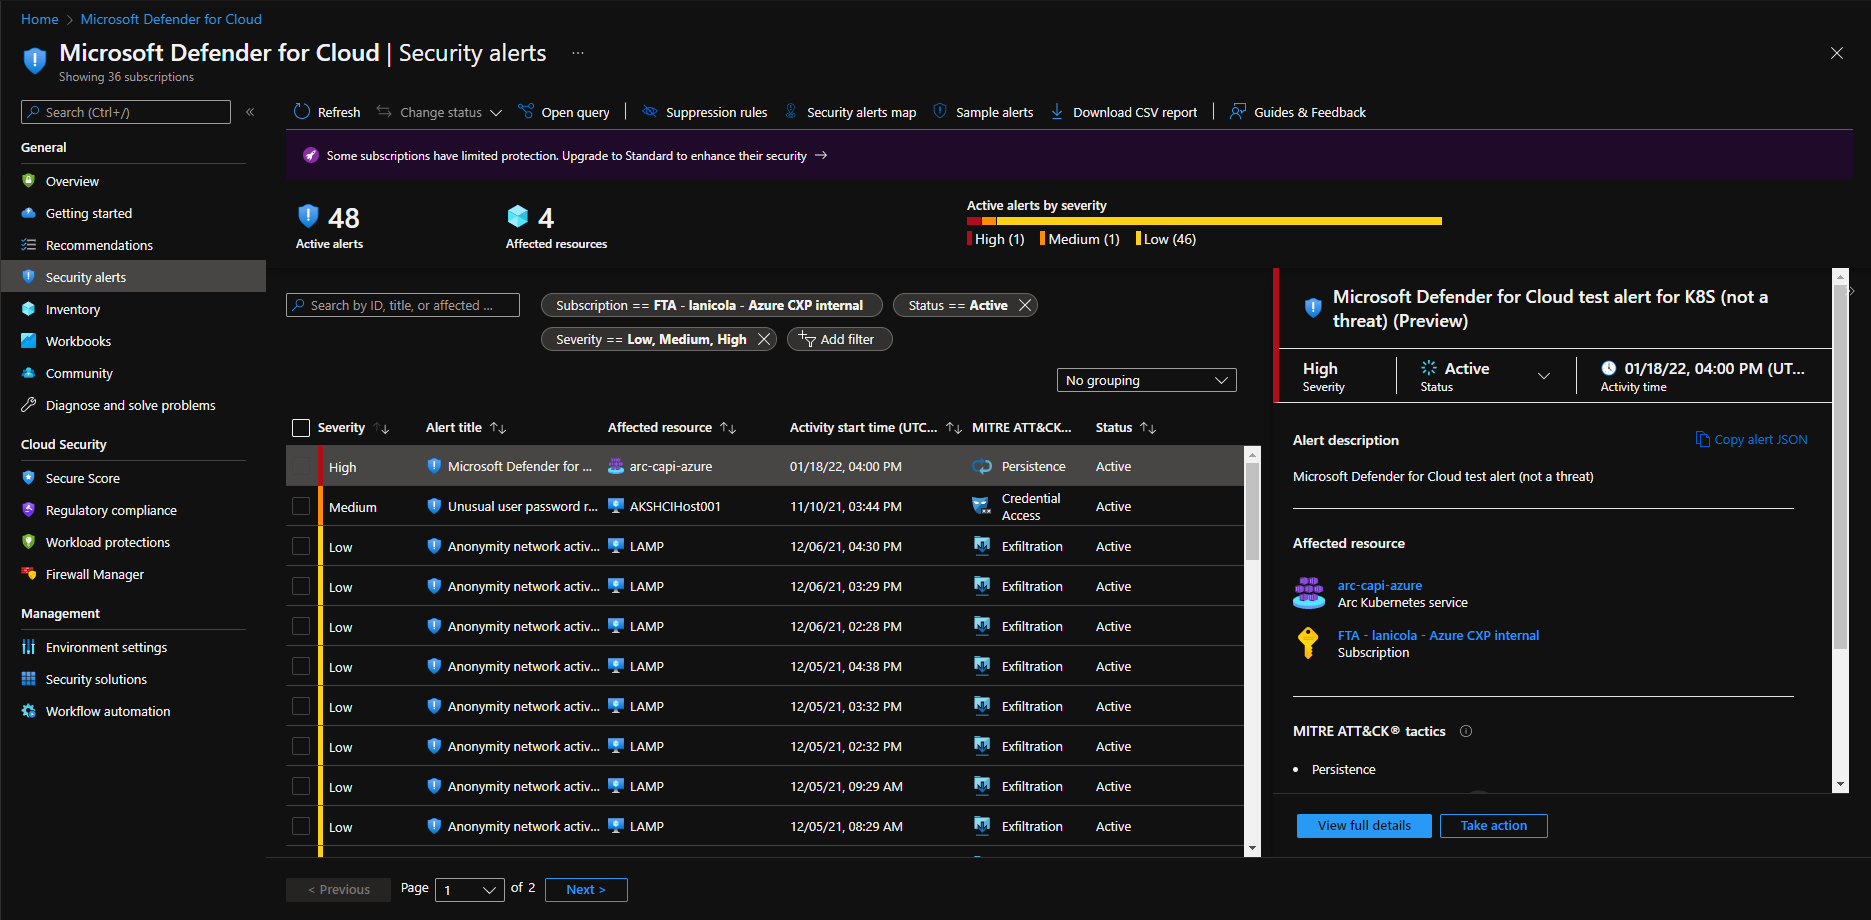 Home > Microsoft Defender for Cloud
Microsoft Defender for Cloud | Security alerts ...
Showing 36 subscriptions
Search (Ctrl+/) «
General
Overview
Getting started
Recommendations
Security alerts
Inventory
Workbooks
Community
Diagnose and solve problems
Cloud Security
Secure Score
Regulatory compliance
Workload protections
Firewall Manager
Management
Environment settings
Security solutions
Workflow automation
Refresh Change status Open query Suppression rules Security alerts map Sample alerts Download CSV report Guides & Feedback
Some subscriptions have limited protection. Upgrade to Standard to enhance their security →
48
Active alerts
4
Affected resources
Active alerts by severity
High (1) Medium (1) Low (46)
Search by ID, title, or affected ...
Subscription == FTA - lanicola - Azure CXP internal
Status == Active
Severity == Low, Medium, High
Add filter
No grouping
Severity Alert title Affected resource Activity start time (UTC... MITRE ATT&CK... Status
High Microsoft Defender for ... arc-capi-azure 01/18/22, 04:00 PM Persistence Active
Medium Unusual user password r... AKSHCIHost001 11/10/21, 03:44 PM Credential Access Active
Low Anonymity network activ... LAMP 12/06/21, 04:30 PM Exfiltration Active
Low Anonymity network activ... LAMP 12/06/21, 03:29 PM Exfiltration Active
Low Anonymity network activ... LAMP 12/06/21, 02:28 PM Exfiltration Active
Low Anonymity network activ... LAMP 12/05/21, 04:38 PM Exfiltration Active
Low Anonymity network activ... LAMP 12/05/21, 03:32 PM Exfiltration Active
Low Anonymity network activ... LAMP 12/05/21, 02:32 PM Exfiltration Active
Low Anonymity network activ... LAMP 12/05/21, 09:29 AM Exfiltration Active
Low Anonymity network activ... LAMP 12/05/21, 08:29 AM Exfiltration Active
< Previous Page 1 of 2 Next >
Microsoft Defender for Cloud test alert for K8S (not a
threat) (Preview)
High Active 01/18/22, 04:00 PM (UT...
Severity Status Activity time
Alert description Copy alert JSON
Microsoft Defender for Cloud test alert (not a threat)
Affected resource
arc-capi-azure
Arc Kubernetes service
FTA - lanicola - Azure CXP internal
Subscription
MITRE ATT&CK® tactics
• Persistence
View full details Take action